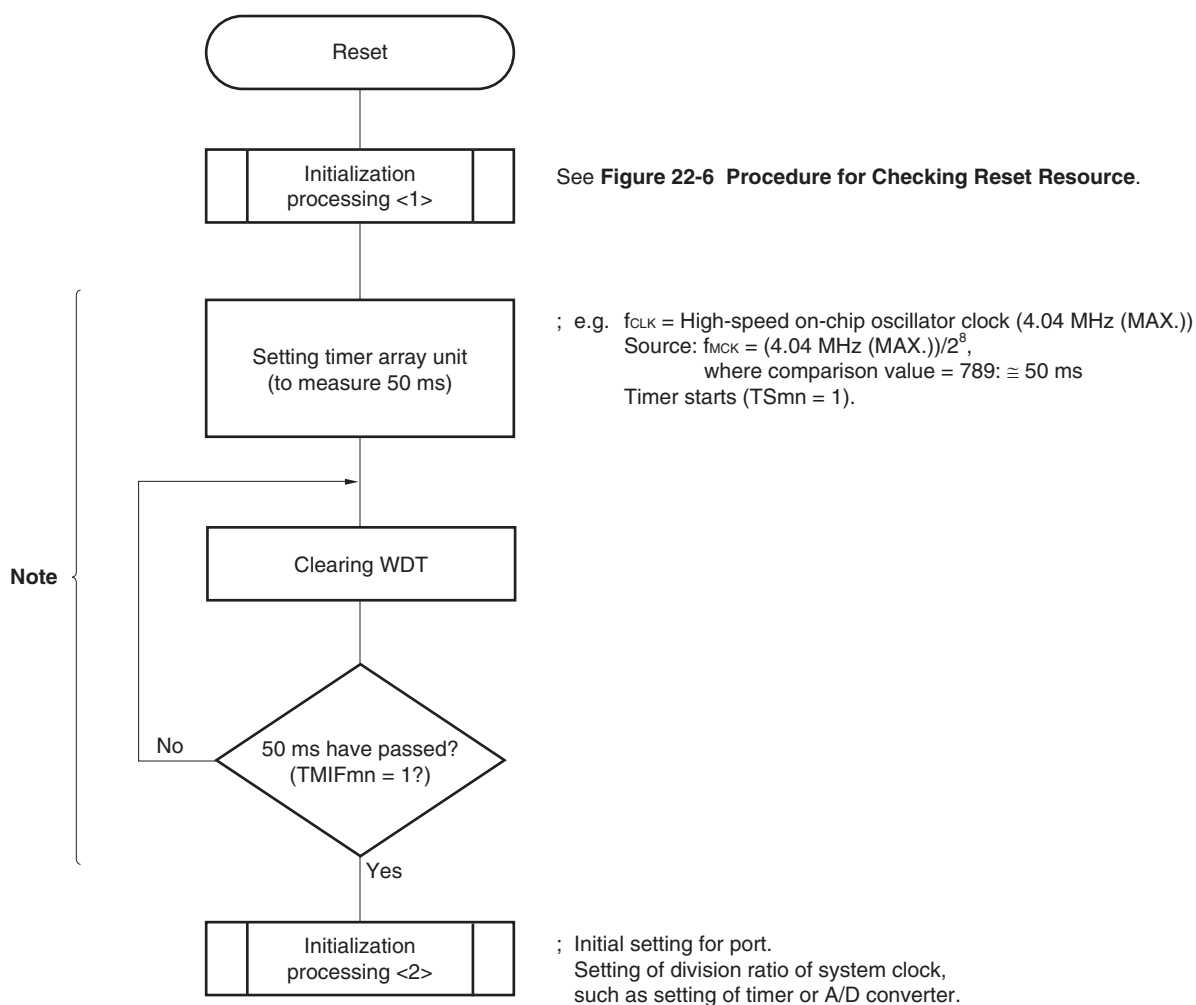 Reset
Initialization
processing <1>
See Figure 22-6 Procedure for Checking Reset Resource.
Setting timer array unit
(to measure 50 ms)
; e.g. fCLK = High-speed on-chip oscillator clock (4.04 MHz (MAX.))
Source: fMCK = (4.04 MHz (MAX.))/2^8,
where comparison value = 789: ≅ 50 ms
Timer starts (TSmn = 1).
Note
Clearing WDT
No
50 ms have passed?
(TMIFmn = 1?)
Yes
Initialization
processing <2>
; Initial setting for port.
Setting of division ratio of system clock,
such as setting of timer or A/D converter.